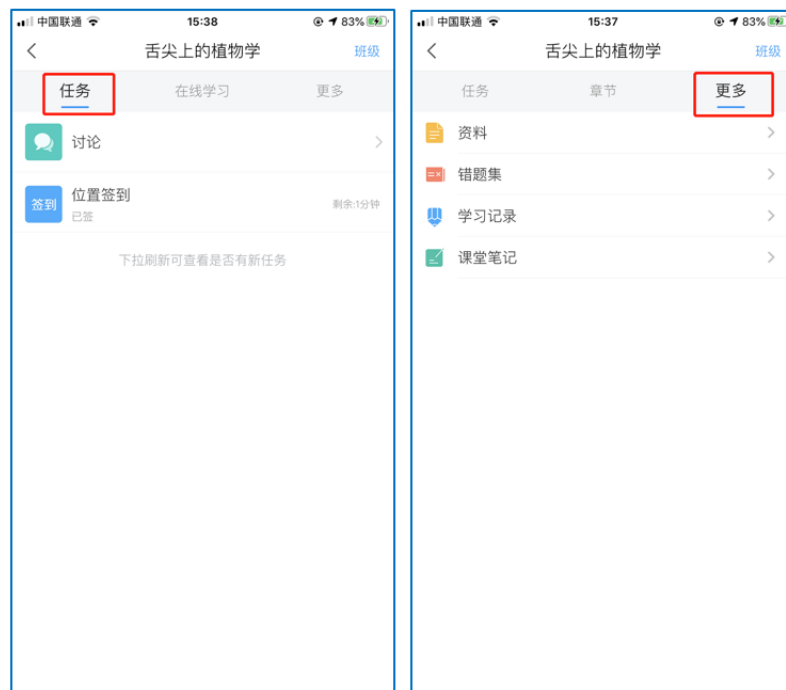 中国联通 15:38 83%
舌尖上的植物学 班级
任务 在线学习 更多
讨论
签到 位置签到
已签 剩余:1分钟
下拉刷新可查看是否有新任务
中国联通 15:37 83%
舌尖上的植物学 班级
任务 章节 更多
资料
错题集
学习记录
课堂笔记